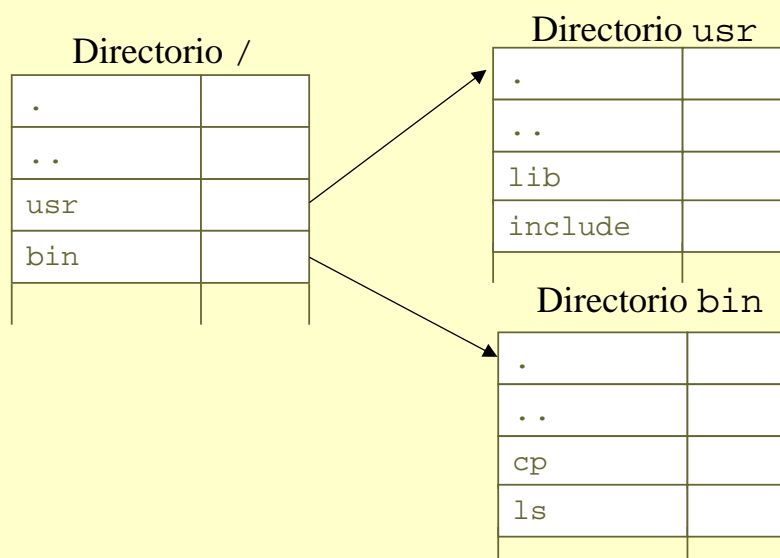 Directorio /
.
..
usr
bin
Directorio usr
.
..
lib
include
Directorio bin
.
..
cp
ls